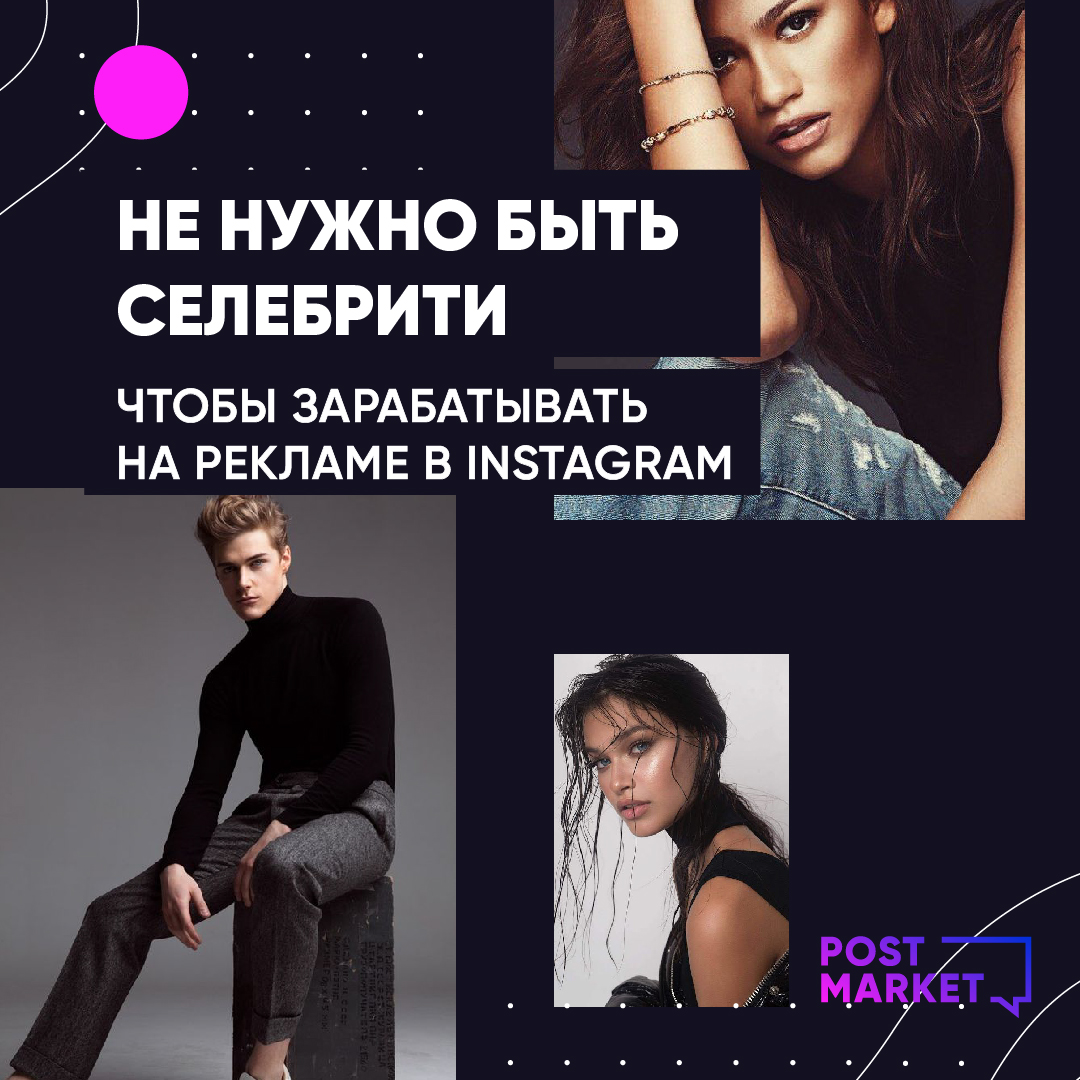 НЕ НУЖНО БЫТЬ
СЕЛЕБРИТИ
ЧТОБЫ ЗАРАБАТЫВАТЬ
НА РЕКЛАМЕ В INSTAGRAM
POST
MARKET